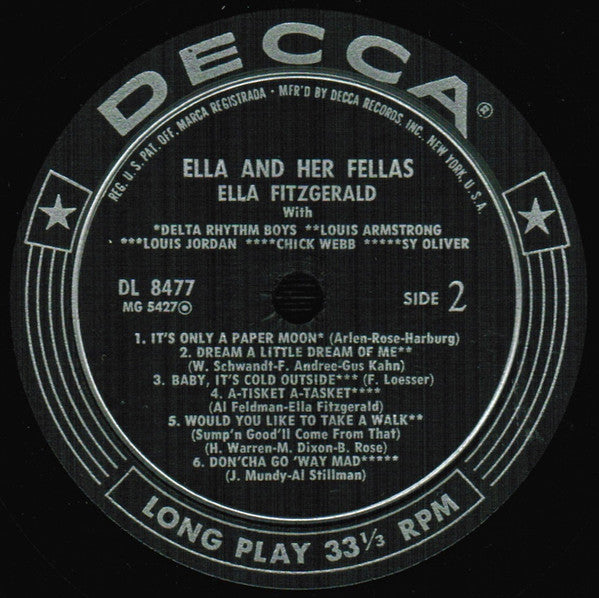 DECCA®
REG. U.S. PAT. OFF. MARCA REGISTRADA • MFR'D BY DECCA RECORDS, INC., NEW YORK, U.S.A.
ELLA AND HER FELLAS
ELLA FITZGERALD
With
*DELTA RHYTHM BOYS **LOUIS ARMSTRONG
***LOUIS JORDAN ****CHICK WEBB *****SY OLIVER
DL 8477
MG 5427
SIDE 2
1. IT'S ONLY A PAPER MOON* (Arlen-Rose-Harburg)
2. DREAM A LITTLE DREAM OF ME**
(W. Schwandt-F. Andree-Gus Kahn)
3. BABY, IT'S COLD OUTSIDE*** (F. Loesser)
4. A-TISKET A-TASKET****
(Al Feldman-Ella Fitzgerald)
5. WOULD YOU LIKE TO TAKE A WALK**
(Sump'n Good'll Come From That)
(H. Warren-M. Dixon-B. Rose)
6. DON'CHA GO 'WAY MAD*****
(J. Mundy-Al Stillman)
LONG PLAY 33⅓ RPM